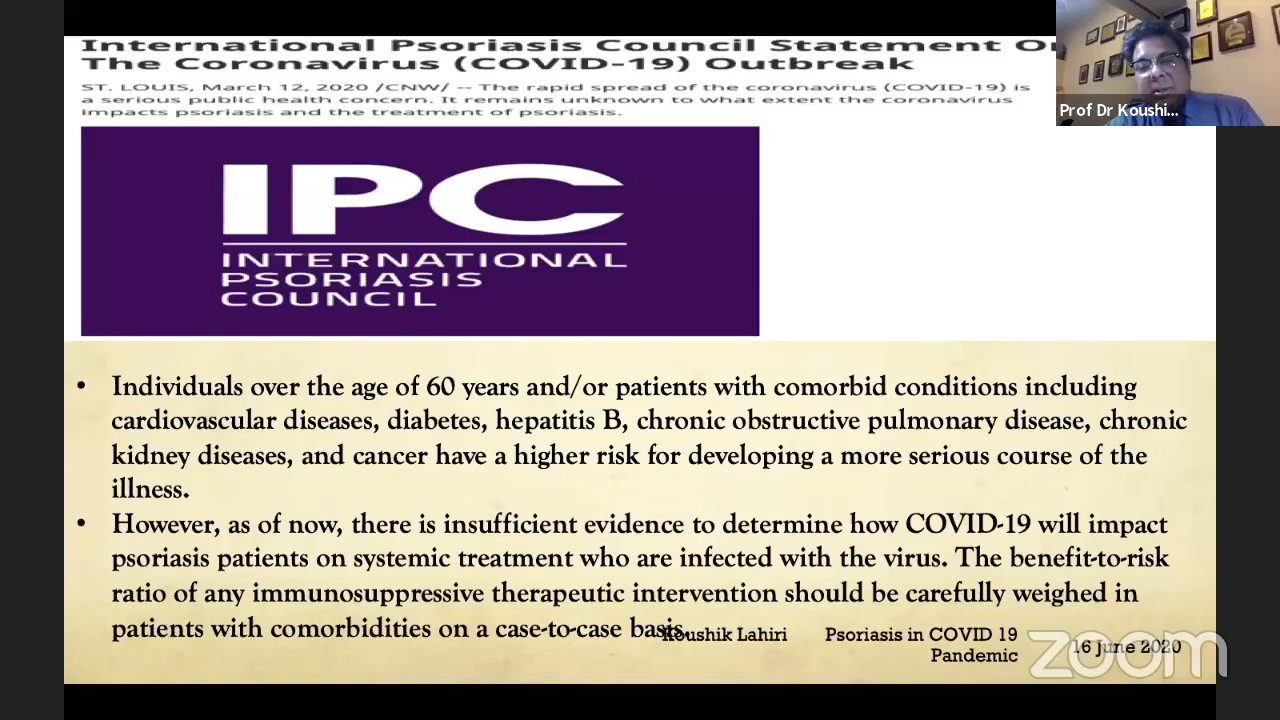 International Psoriasis Council Statement O
The Coronavirus (COVID-19) Outbreak
ST. LOUIS, March 12, 2020 /CNW/ -- The rapid spread of the coronavirus (COVID-19) is
a serious public health concern. It remains unknown to what extent the coronavirus
impacts psoriasis and the treatment of psoriasis.
Prof Dr Koushi...
IPC
INTERNATIONAL
PSORIASIS
COUNCIL
• Individuals over the age of 60 years and/or patients with comorbid conditions including
cardiovascular diseases, diabetes, hepatitis B, chronic obstructive pulmonary disease, chronic
kidney diseases, and cancer have a higher risk for developing a more serious course of the
illness.
• However, as of now, there is insufficient evidence to determine how COVID-19 will impact
psoriasis patients on systemic treatment who are infected with the virus. The benefit-to-risk
ratio of any immunosuppressive therapeutic intervention should be carefully weighed in
patients with comorbidities on a case-to-case basis.
Koushik Lahiri
Psoriasis in COVID 19
Pandemic
16 June 2020
zoom